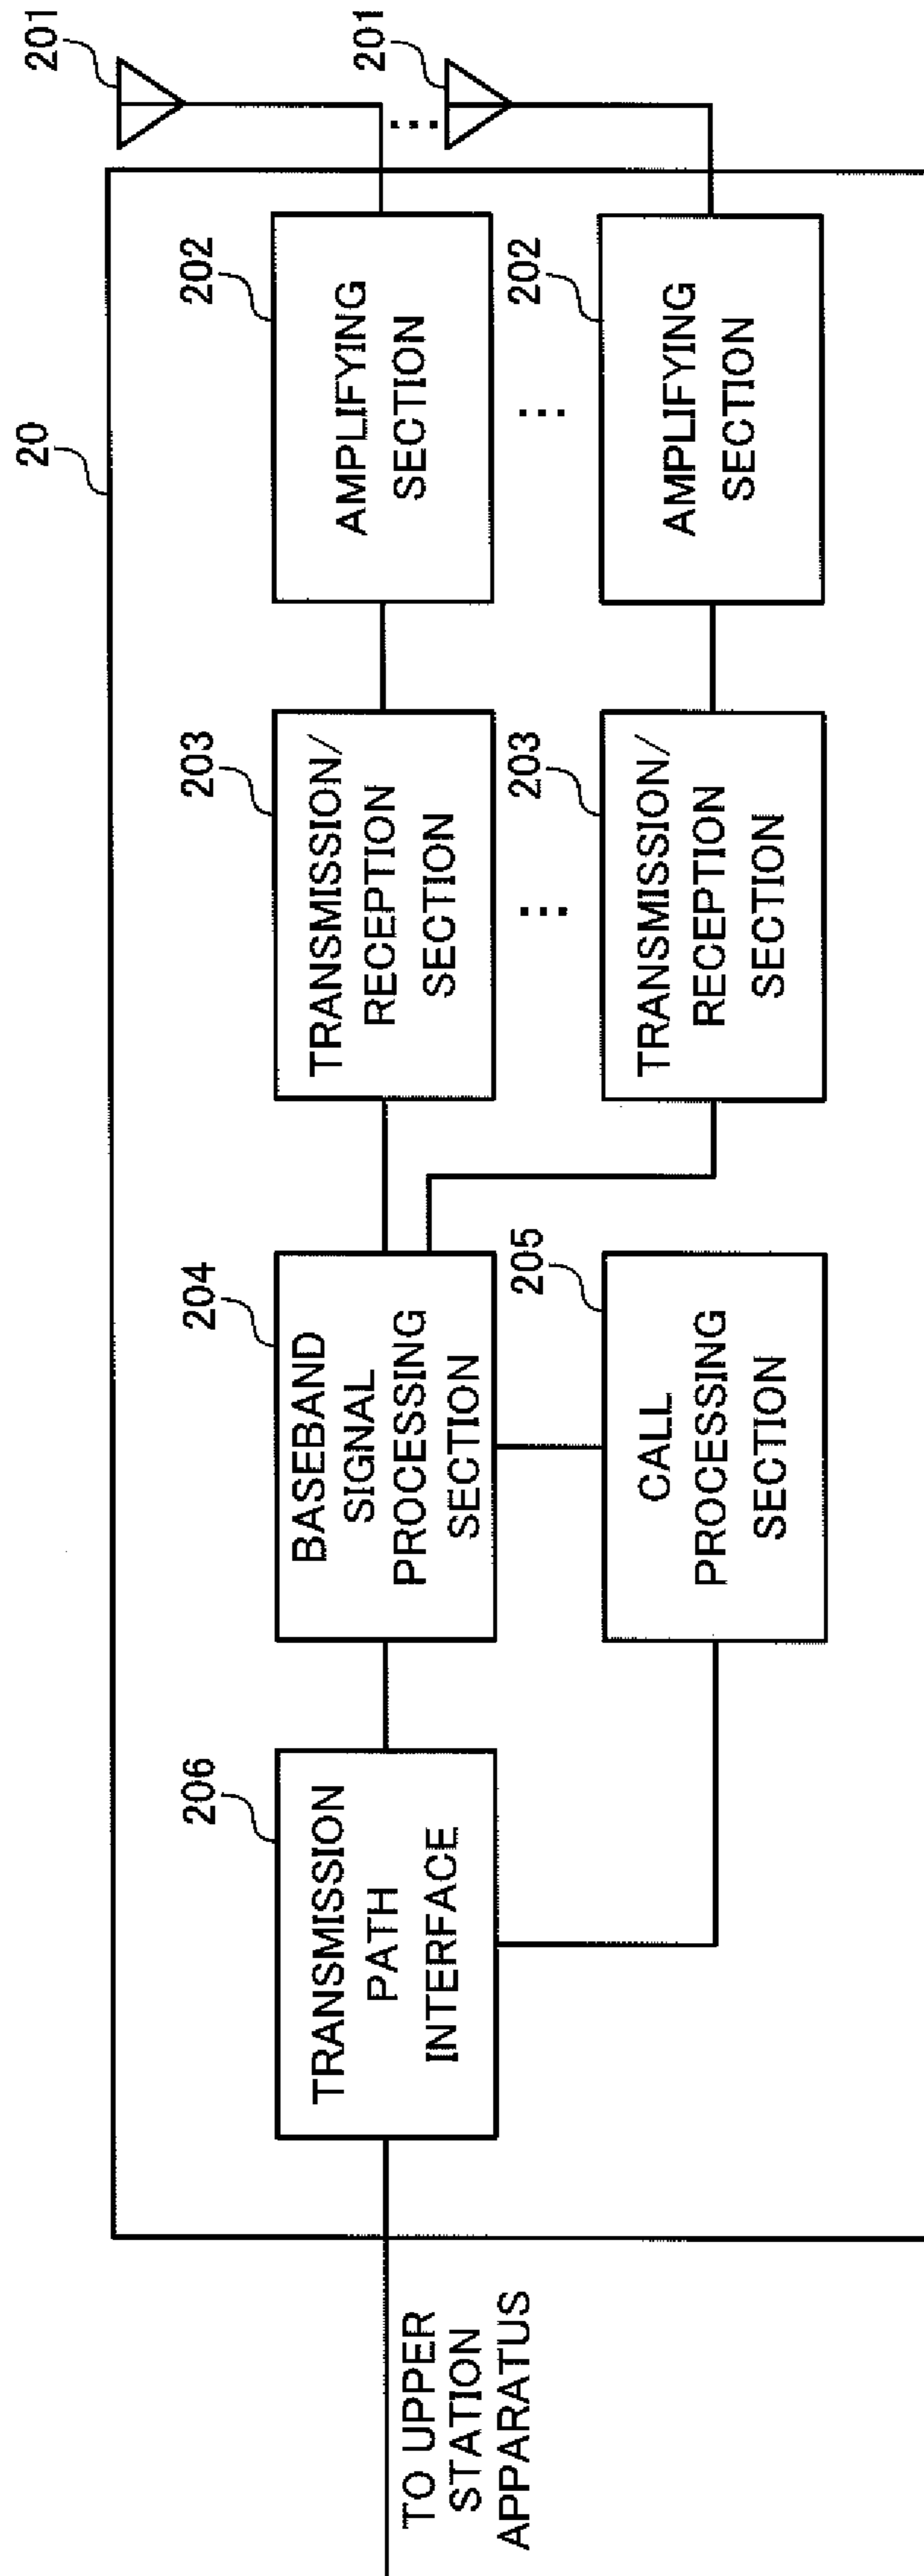 20
201
201
202
AMPLIFYING
SECTION
202
AMPLIFYING
SECTION
203
TRANSMISSION/
RECEPTION
SECTION
203
TRANSMISSION/
RECEPTION
SECTION
204
BASEBAND
SIGNAL
PROCESSING
SECTION
205
CALL
PROCESSING
SECTION
206
TRANSMISSION
PATH
INTERFACE
TO UPPER
STATION
APPARATUS